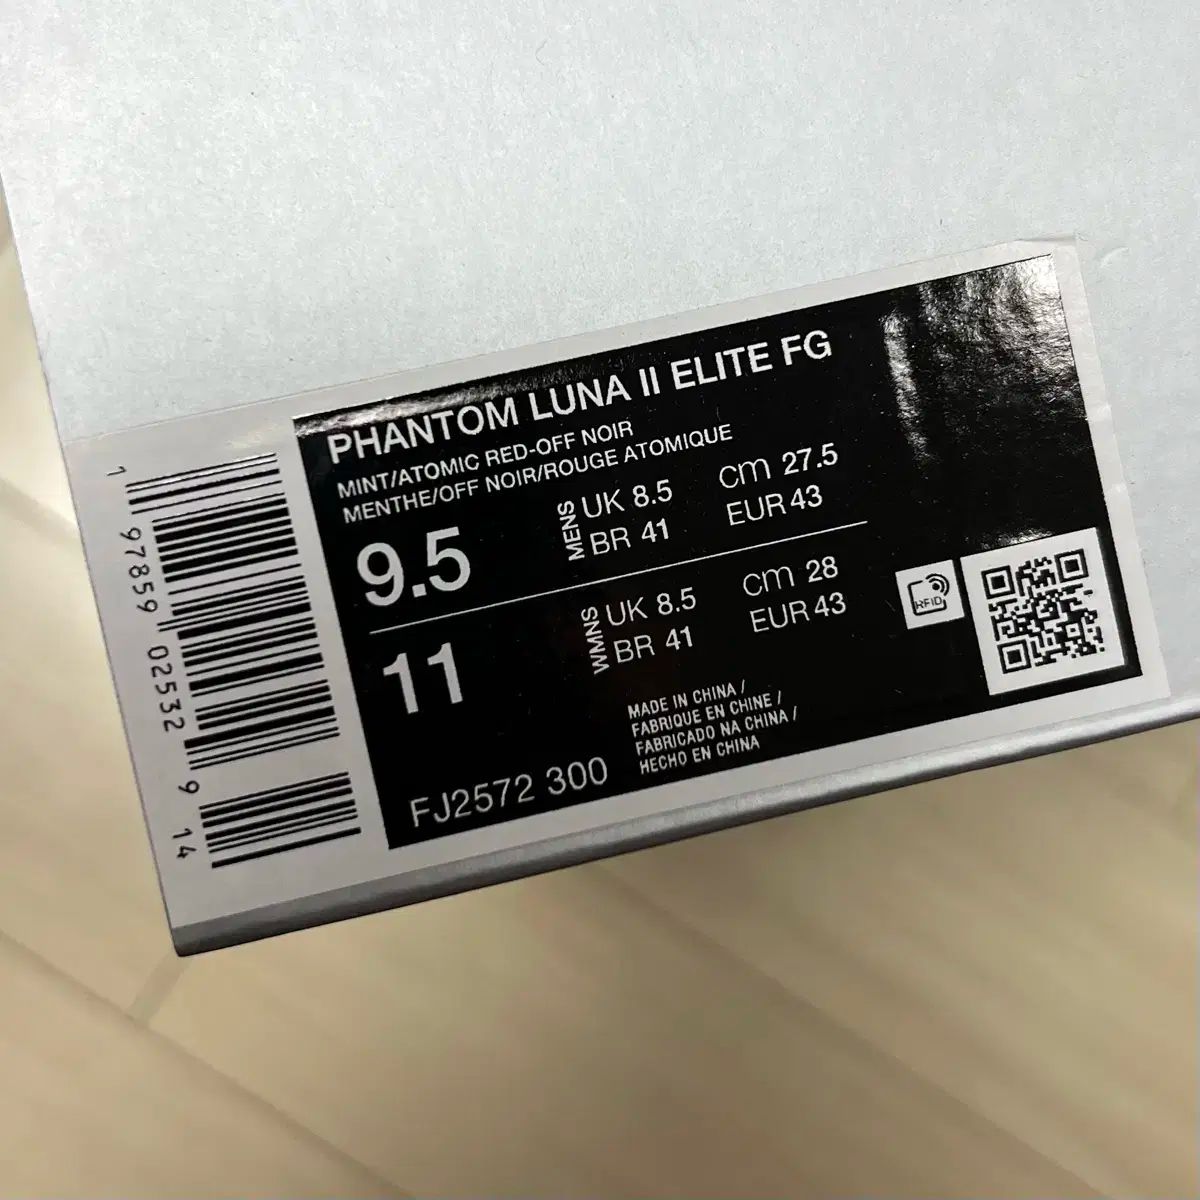 PHANTOM LUNA II ELITE FG
MINT/ATOMIC RED-OFF NOIR
MENTHE/OFF NOIR/ROUGE ATOMIQUE
9.5
MENS
UK 8.5
BR 41
CM 27.5
EUR 43
11
WMNS
UK 8.5
BR 41
CM 28
EUR 43
MADE IN CHINA /
FABRIQUE EN CHINE /
FABRICADO NA CHINA /
HECHO EN CHINA
FJ2572 300
RFID
1 97859 02532 9 14